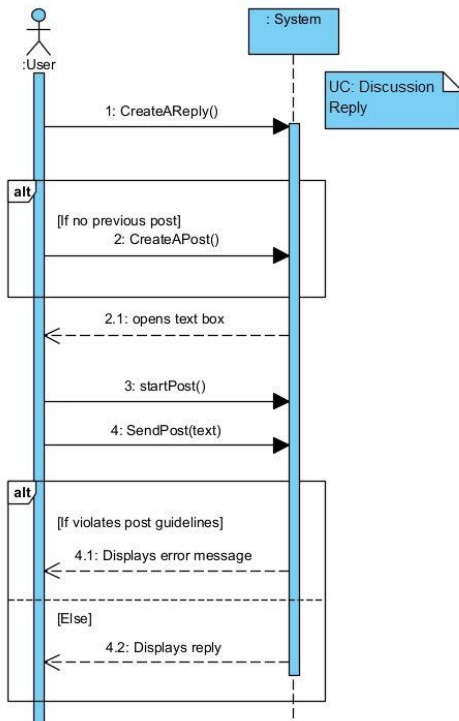 : System
:User
UC: Discussion
Reply
1: CreateAReply()
alt
[If no previous post]
2: CreateAPost()
2.1: opens text box
3: startPost()
4: SendPost(text)
alt
[If violates post guidelines]
4.1: Displays error message
[Else]
4.2: Displays reply